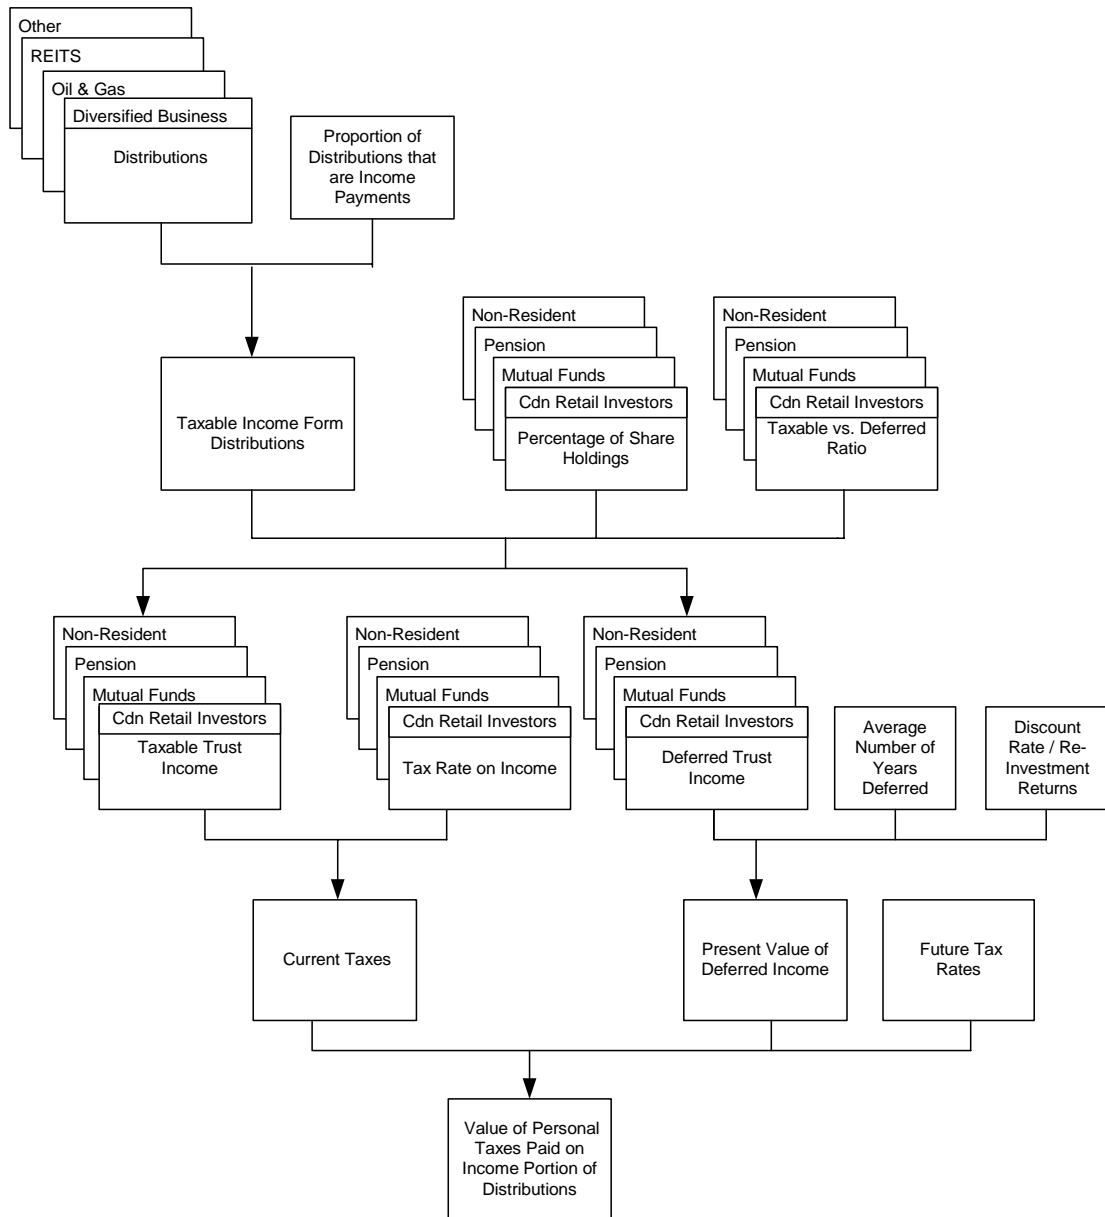 Other
REITS
Oil & Gas
Diversified Business
Distributions
Proportion of
Distributions that
are Income
Payments
Taxable Income Form
Distributions
Non-Resident
Pension
Mutual Funds
Cdn Retail Investors
Percentage of Share
Holdings
Non-Resident
Pension
Mutual Funds
Cdn Retail Investors
Taxable vs. Deferred
Ratio
Non-Resident
Pension
Mutual Funds
Cdn Retail Investors
Taxable Trust
Income
Non-Resident
Pension
Mutual Funds
Cdn Retail Investors
Tax Rate on Income
Non-Resident
Pension
Mutual Funds
Cdn Retail Investors
Deferred Trust
Income
Average
Number of
Years
Deferred
Discount
Rate / Re-
Investment
Returns
Current Taxes
Present Value of
Deferred Income
Future Tax
Rates
Value of Personal
Taxes Paid on
Income Portion of
Distributions